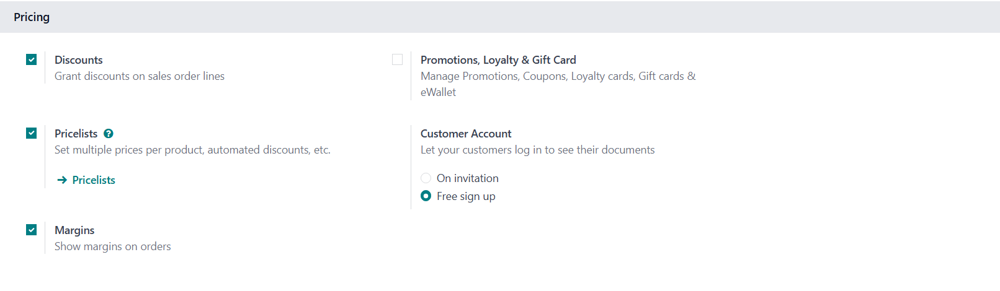 Pricing
Discounts
Grant discounts on sales order lines
Promotions, Loyalty & Gift Card
Manage Promotions, Coupons, Loyalty cards, Gift cards &
eWallet
Pricelists ?
Set multiple prices per product, automated discounts, etc.
→ Pricelists
Customer Account
Let your customers log in to see their documents
On invitation
Free sign up
Margins
Show margins on orders